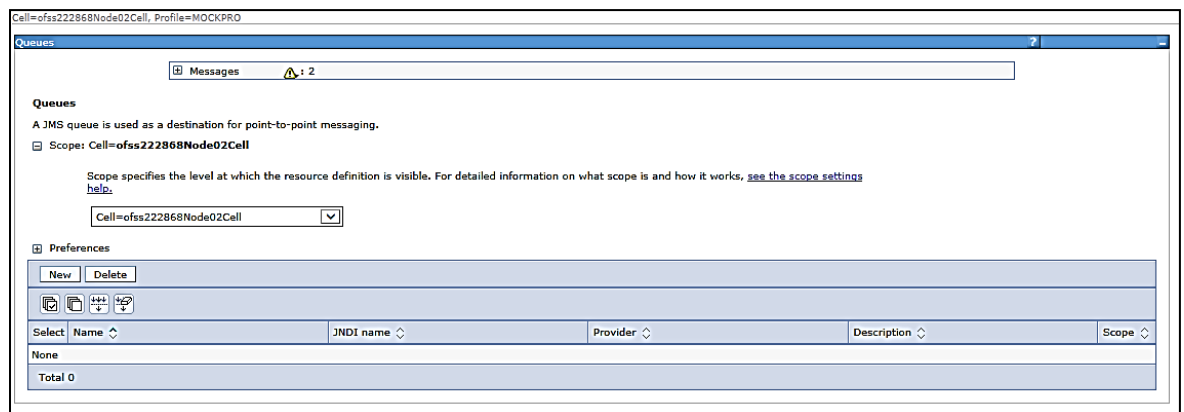 Cell=ofss222868Node02Cell, Profile=MOCKPRO
Queues ? -
Messages : 2
Queues
A JMS queue is used as a destination for point-to-point messaging.
Scope: Cell=ofss222868Node02Cell
Scope specifies the level at which the resource definition is visible. For detailed information on what scope is and how it works, see the scope settings
help.
Cell=ofss222868Node02Cell
Preferences
New Delete
Select Name JNDI name Provider Description Scope
None
Total 0